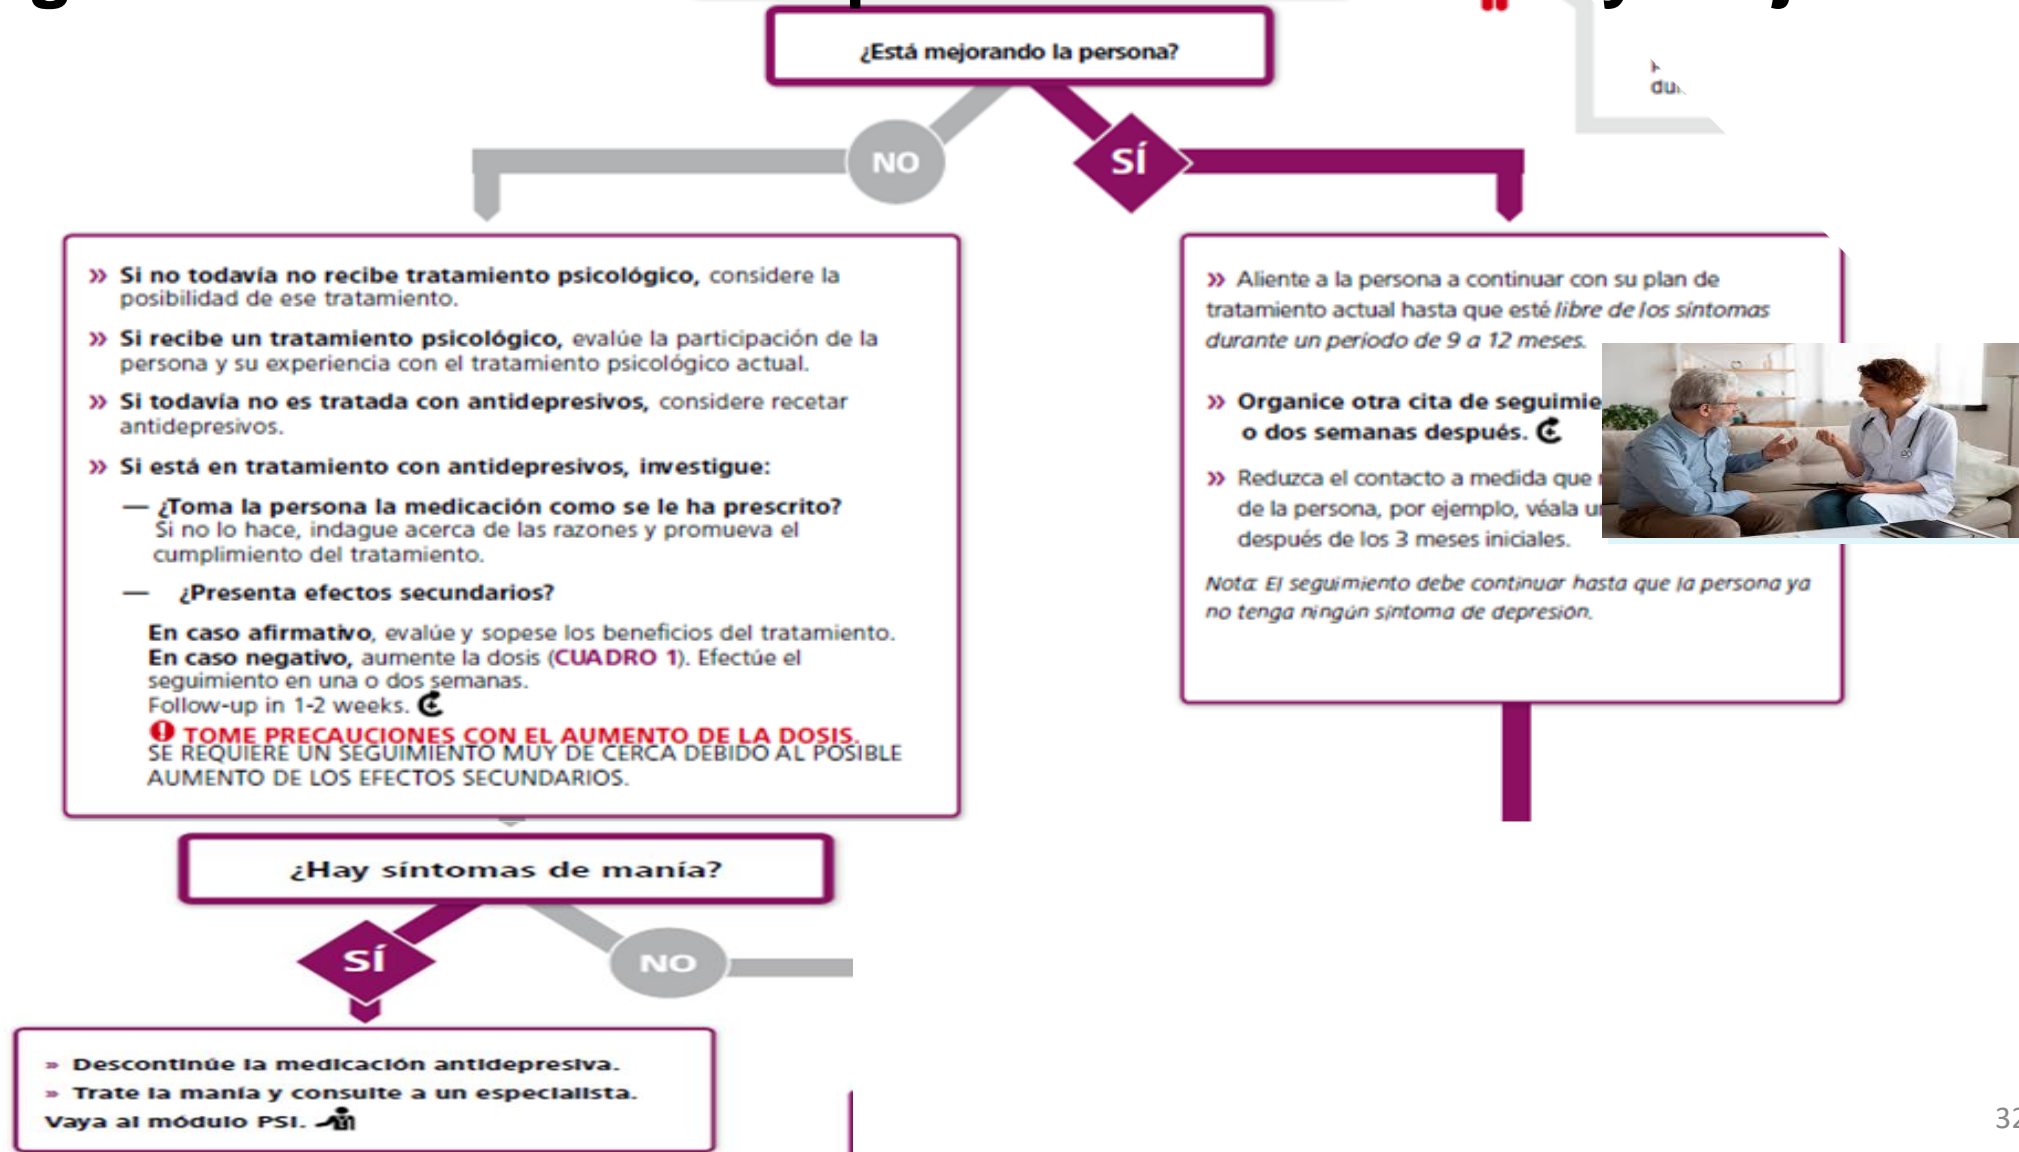 ¿Está mejorando la persona?
NO
SÍ
» Si no todavía no recibe tratamiento psicológico, considere la
posibilidad de ese tratamiento.
» Si recibe un tratamiento psicológico, evalúe la participación de la
persona y su experiencia con el tratamiento psicológico actual.
» Si todavía no es tratada con antidepresivos, considere recetar
antidepresivos.
» Si está en tratamiento con antidepresivos, investigue:
— ¿Toma la persona la medicación como se le ha prescrito?
Si no lo hace, indague acerca de las razones y promueva el
cumplimiento del tratamiento.
— ¿Presenta efectos secundarios?
En caso afirmativo, evalúe y sopese los beneficios del tratamiento.
En caso negativo, aumente la dosis (CUADRO 1). Efectúe el
seguimiento en una o dos semanas.
Follow-up in 1-2 weeks.
TOME PRECAUCIONES CON EL AUMENTO DE LA DOSIS.
SE REQUIERE UN SEGUIMIENTO MUY DE CERCA DEBIDO AL POSIBLE
AUMENTO DE LOS EFECTOS SECUNDARIOS.
» Aliente a la persona a continuar con su plan de
tratamiento actual hasta que esté libre de los síntomas
durante un período de 9 a 12 meses.
» Organice otra cita de
o dos semanas después.
» Reduzca el contacto a medida que
de la persona, por ejemplo, véala
después de los 3 meses iniciales.
Nota: El seguimiento debe continuar hasta que la persona ya
no tenga ningún síntoma de depresión.
¿Hay síntomas de manía?
SÍ
NO
» Descontinúe la medicación antidepresiva.
» Trate la manía y consulte a un especialista.
Vaya al módulo PSI.
32